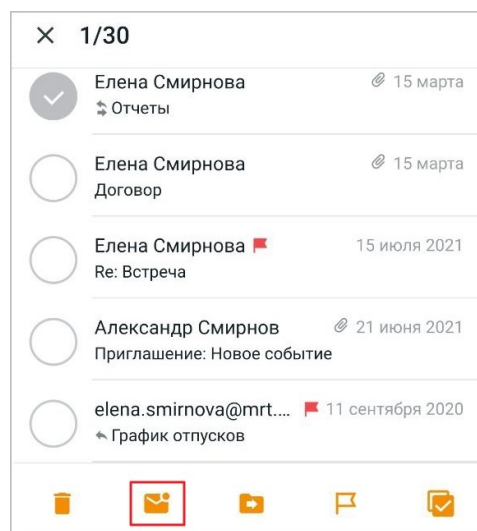 1/30
Елена Смирнова 15 марта
Отчеты
Елена Смирнова 15 марта
Договор
Елена Смирнова 15 июля 2021
Re: Встреча
Александр Смирнов 21 июня 2021
Приглашение: Новое событие
elena.smirnova@mrt.... 11 сентября 2020
График отпусков